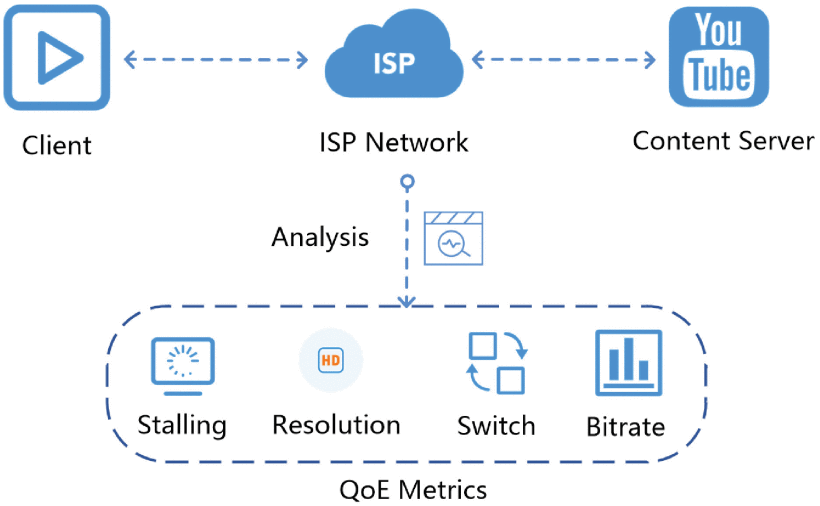 ISP
You
Tube
Client
ISP Network
Content Server
Analysis
HD
Stalling
Resolution
Switch
Bitrate
QoE Metrics